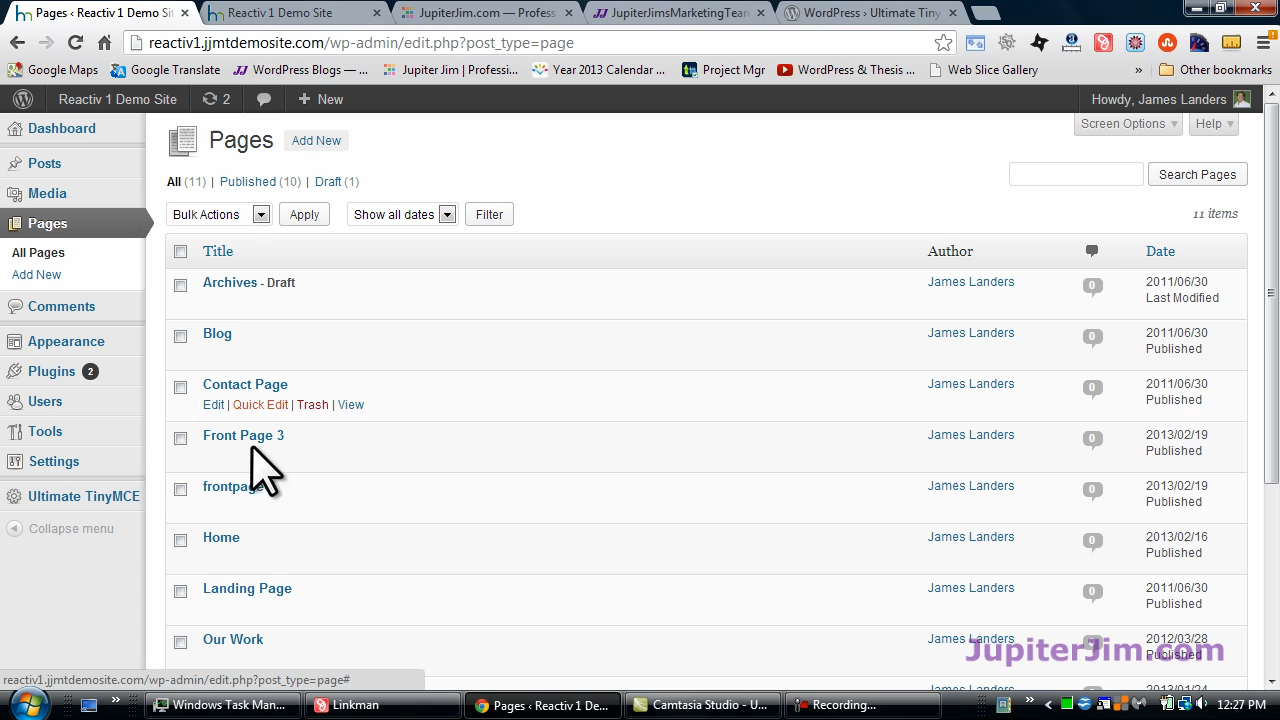 Pages ‹ Reactiv 1 Demo Sit
Reactiv 1 Demo Site
JupiterJim.com — Profess
JupiterJimsMarketingTean
WordPress › Ultimate Tiny
reactiv1.jjmtdemosite.com/wp-admin/edit.php?post_type=page
Google Maps
Google Translate
WordPress Blogs — ...
Jupiter Jim | Professi...
Year 2013 Calendar ...
Project Mgr
WordPress & Thesis ...
Web Slice Gallery
»
Other bookmarks
Reactiv 1 Demo Site
2
+ New
Howdy, James Landers
Dashboard
Posts
Media
Pages
All Pages
Add New
Comments
Appearance
Plugins 2
Users
Tools
Settings
Ultimate TinyMCE
Collapse menu
Pages Add New
Screen Options
Help
All (11) | Published (10) | Draft (1)
Search Pages
Bulk Actions
Apply
Show all dates
Filter
11 items
Title Author Date
Archives - Draft James Landers 0 2011/06/30
Last Modified
Blog James Landers 0 2011/06/30
Published
Contact Page James Landers 0 2011/06/30
Edit | Quick Edit | Trash | View Published
Front Page 3 James Landers 0 2013/02/19
Published
frontpage James Landers 0 2013/02/19
Published
Home James Landers 0 2013/02/16
Published
Landing Page James Landers 0 2011/06/30
Published
Our Work James Landers 2012/03/28
Published
JupiterJim.com
reactiv1.jjmtdemosite.com/wp-admin/edit.php?post_type=page#
»
Windows Task Man...
Linkman
Pages ‹ Reactiv 1 De...
Camtasia Studio - U...
Recording...
»
12:27 PM